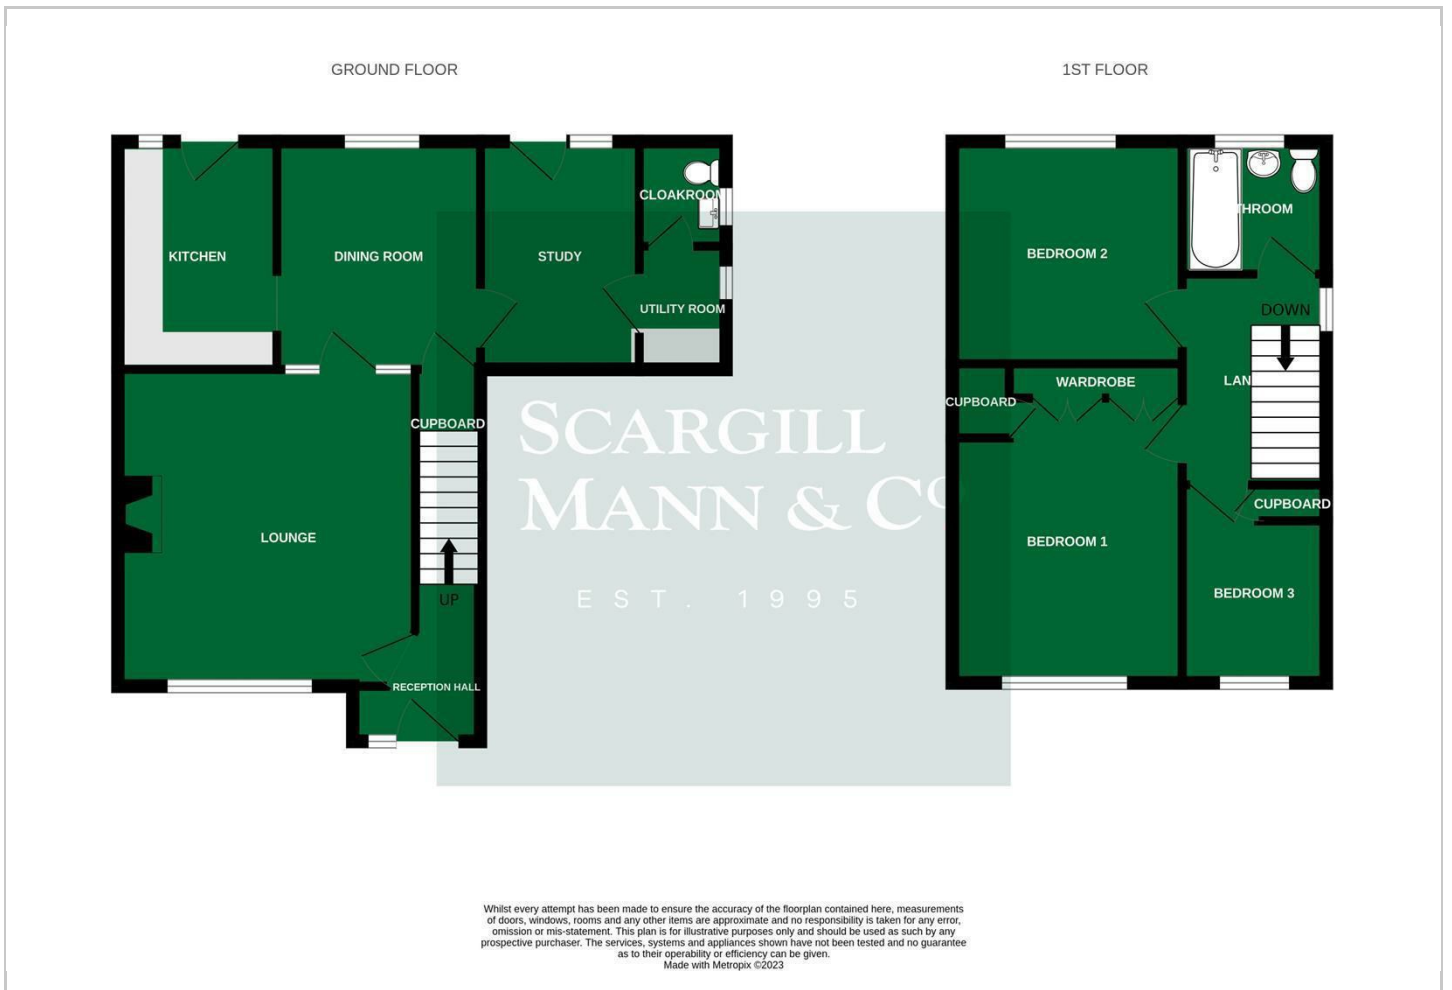 GROUND FLOOR
1ST FLOOR
KITCHEN
DINING ROOM
STUDY
CLOAKROOM
UTILITY ROOM
CUPBOARD
LOUNGE
UP
RECEPTION HALL
BEDROOM 2
THROOM
DOWN
WARDROBE
CUPBOARD
LAN
CUPBOARD
BEDROOM 1
BEDROOM 3
SCARGILL
MANN & CO
EST. 1995
Whilst every attempt has been made to ensure the accuracy of the floorplan contained here, measurements
of doors, windows, rooms and any other items are approximate and no responsibility is taken for any error,
omission or mis-statement. This plan is for illustrative purposes only and should be used as such by any
prospective purchaser. The services, systems and appliances shown have not been tested and no guarantee
as to their operability or efficiency can be given.
Made with Metropix ©2023